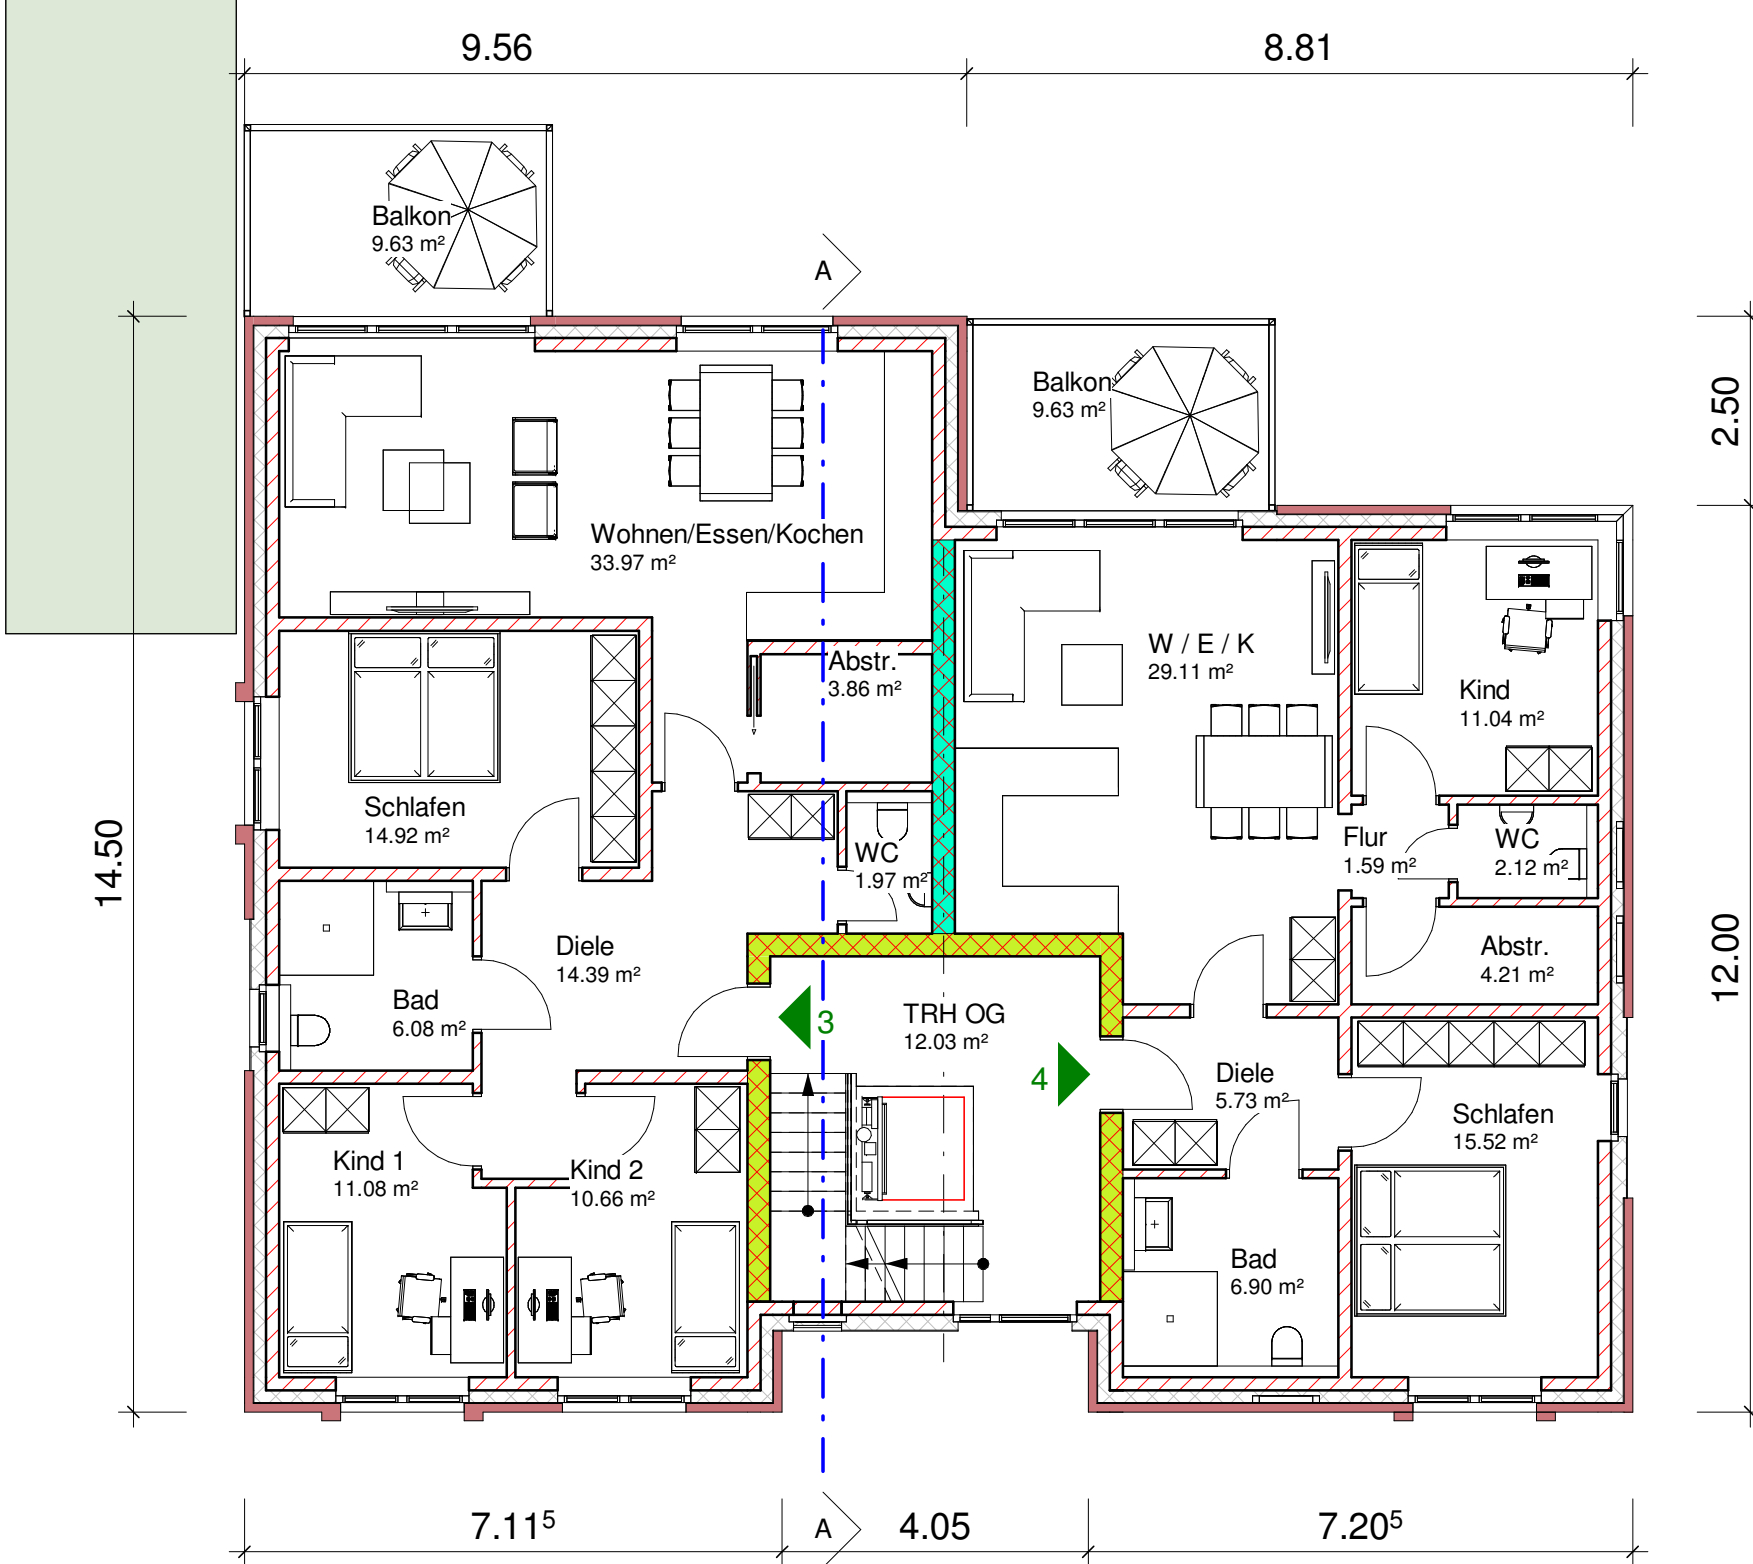 9.56
8.81
Balkon
9.63 m²
A
Balkon
9.63 m²
2.50
Wohnen/Essen/Kochen
33.97 m²
W / E / K
29.11 m²
Abstr.
3.86 m²
Kind
11.04 m²
Schlafen
14.92 m²
14.50
WC
1.97 m²
Flur
1.59 m²
WC
2.12 m²
Diele
14.39 m²
Abstr.
4.21 m²
12.00
Bad
6.08 m²
3
TRH OG
12.03 m²
4
Diele
5.73 m²
Schlafen
15.52 m²
Kind 1
11.08 m²
Kind 2
10.66 m²
Bad
6.90 m²
7.11⁵
A
4.05
7.20⁵